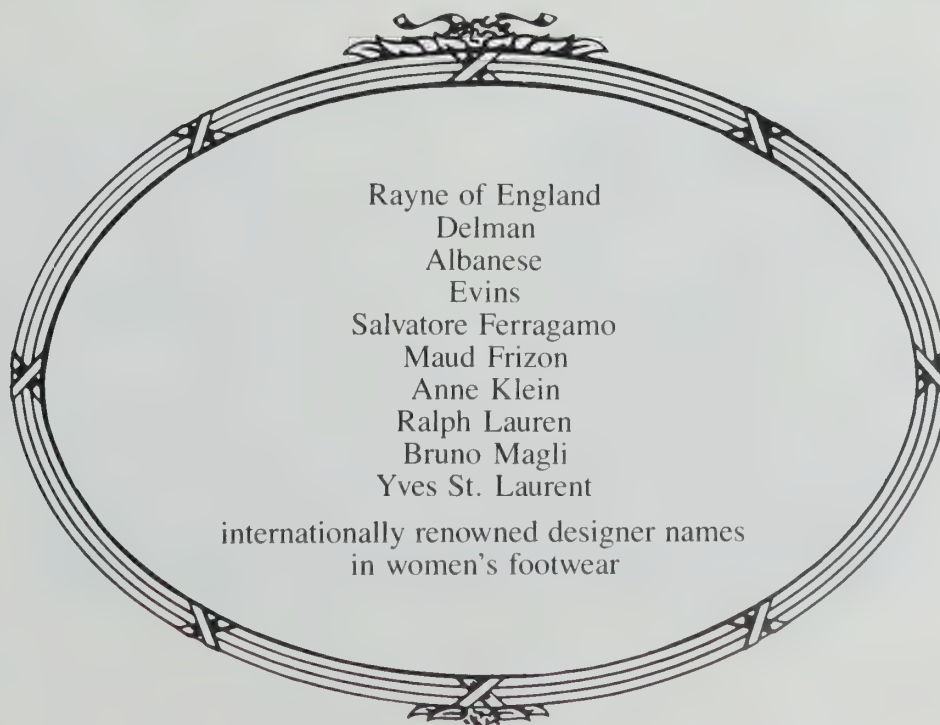 Rayne of England
Delman
Albanese
Evins
Salvatore Ferragamo
Maud Frizon
Anne Klein
Ralph Lauren
Bruno Magli
Yves St. Laurent
internationally renowned designer names
in women's footwear